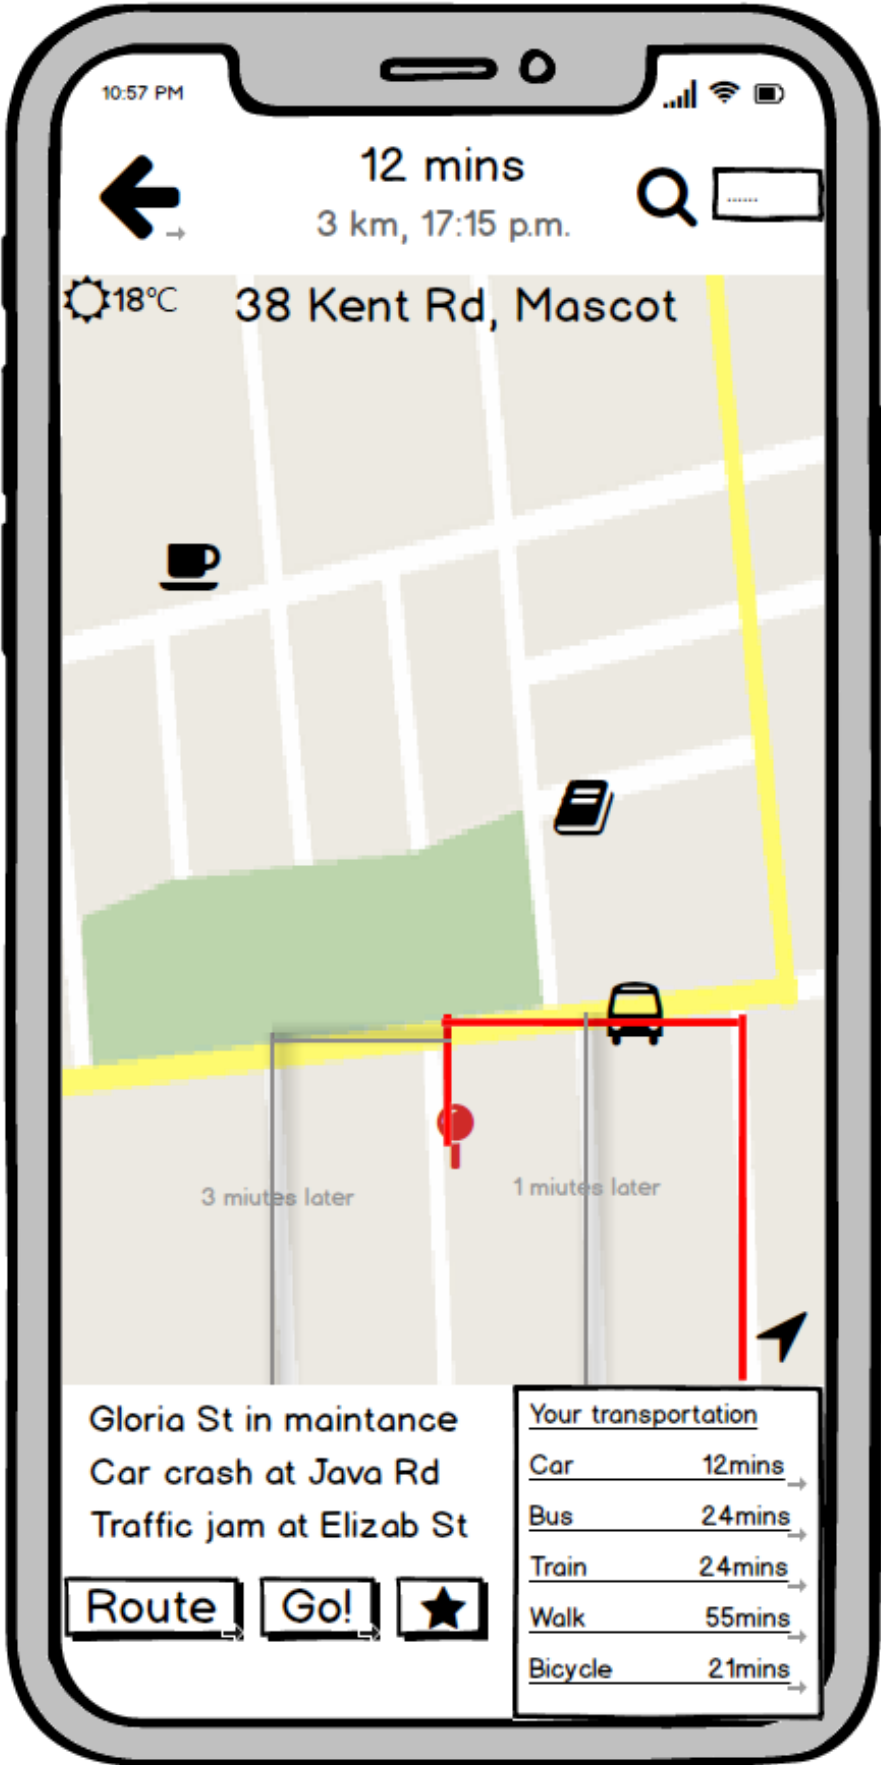 10:57 PM
12 mins
3 km, 17:15 p.m.
......
18°C
38 Kent Rd, Mascot
3 miutes later
1 miutes later
Gloria St in maintance
Car crash at Java Rd
Traffic jam at Elizab St
Route
Go!
Your transportation
Car 12mins
Bus 24mins
Train 24mins
Walk 55mins
Bicycle 21mins